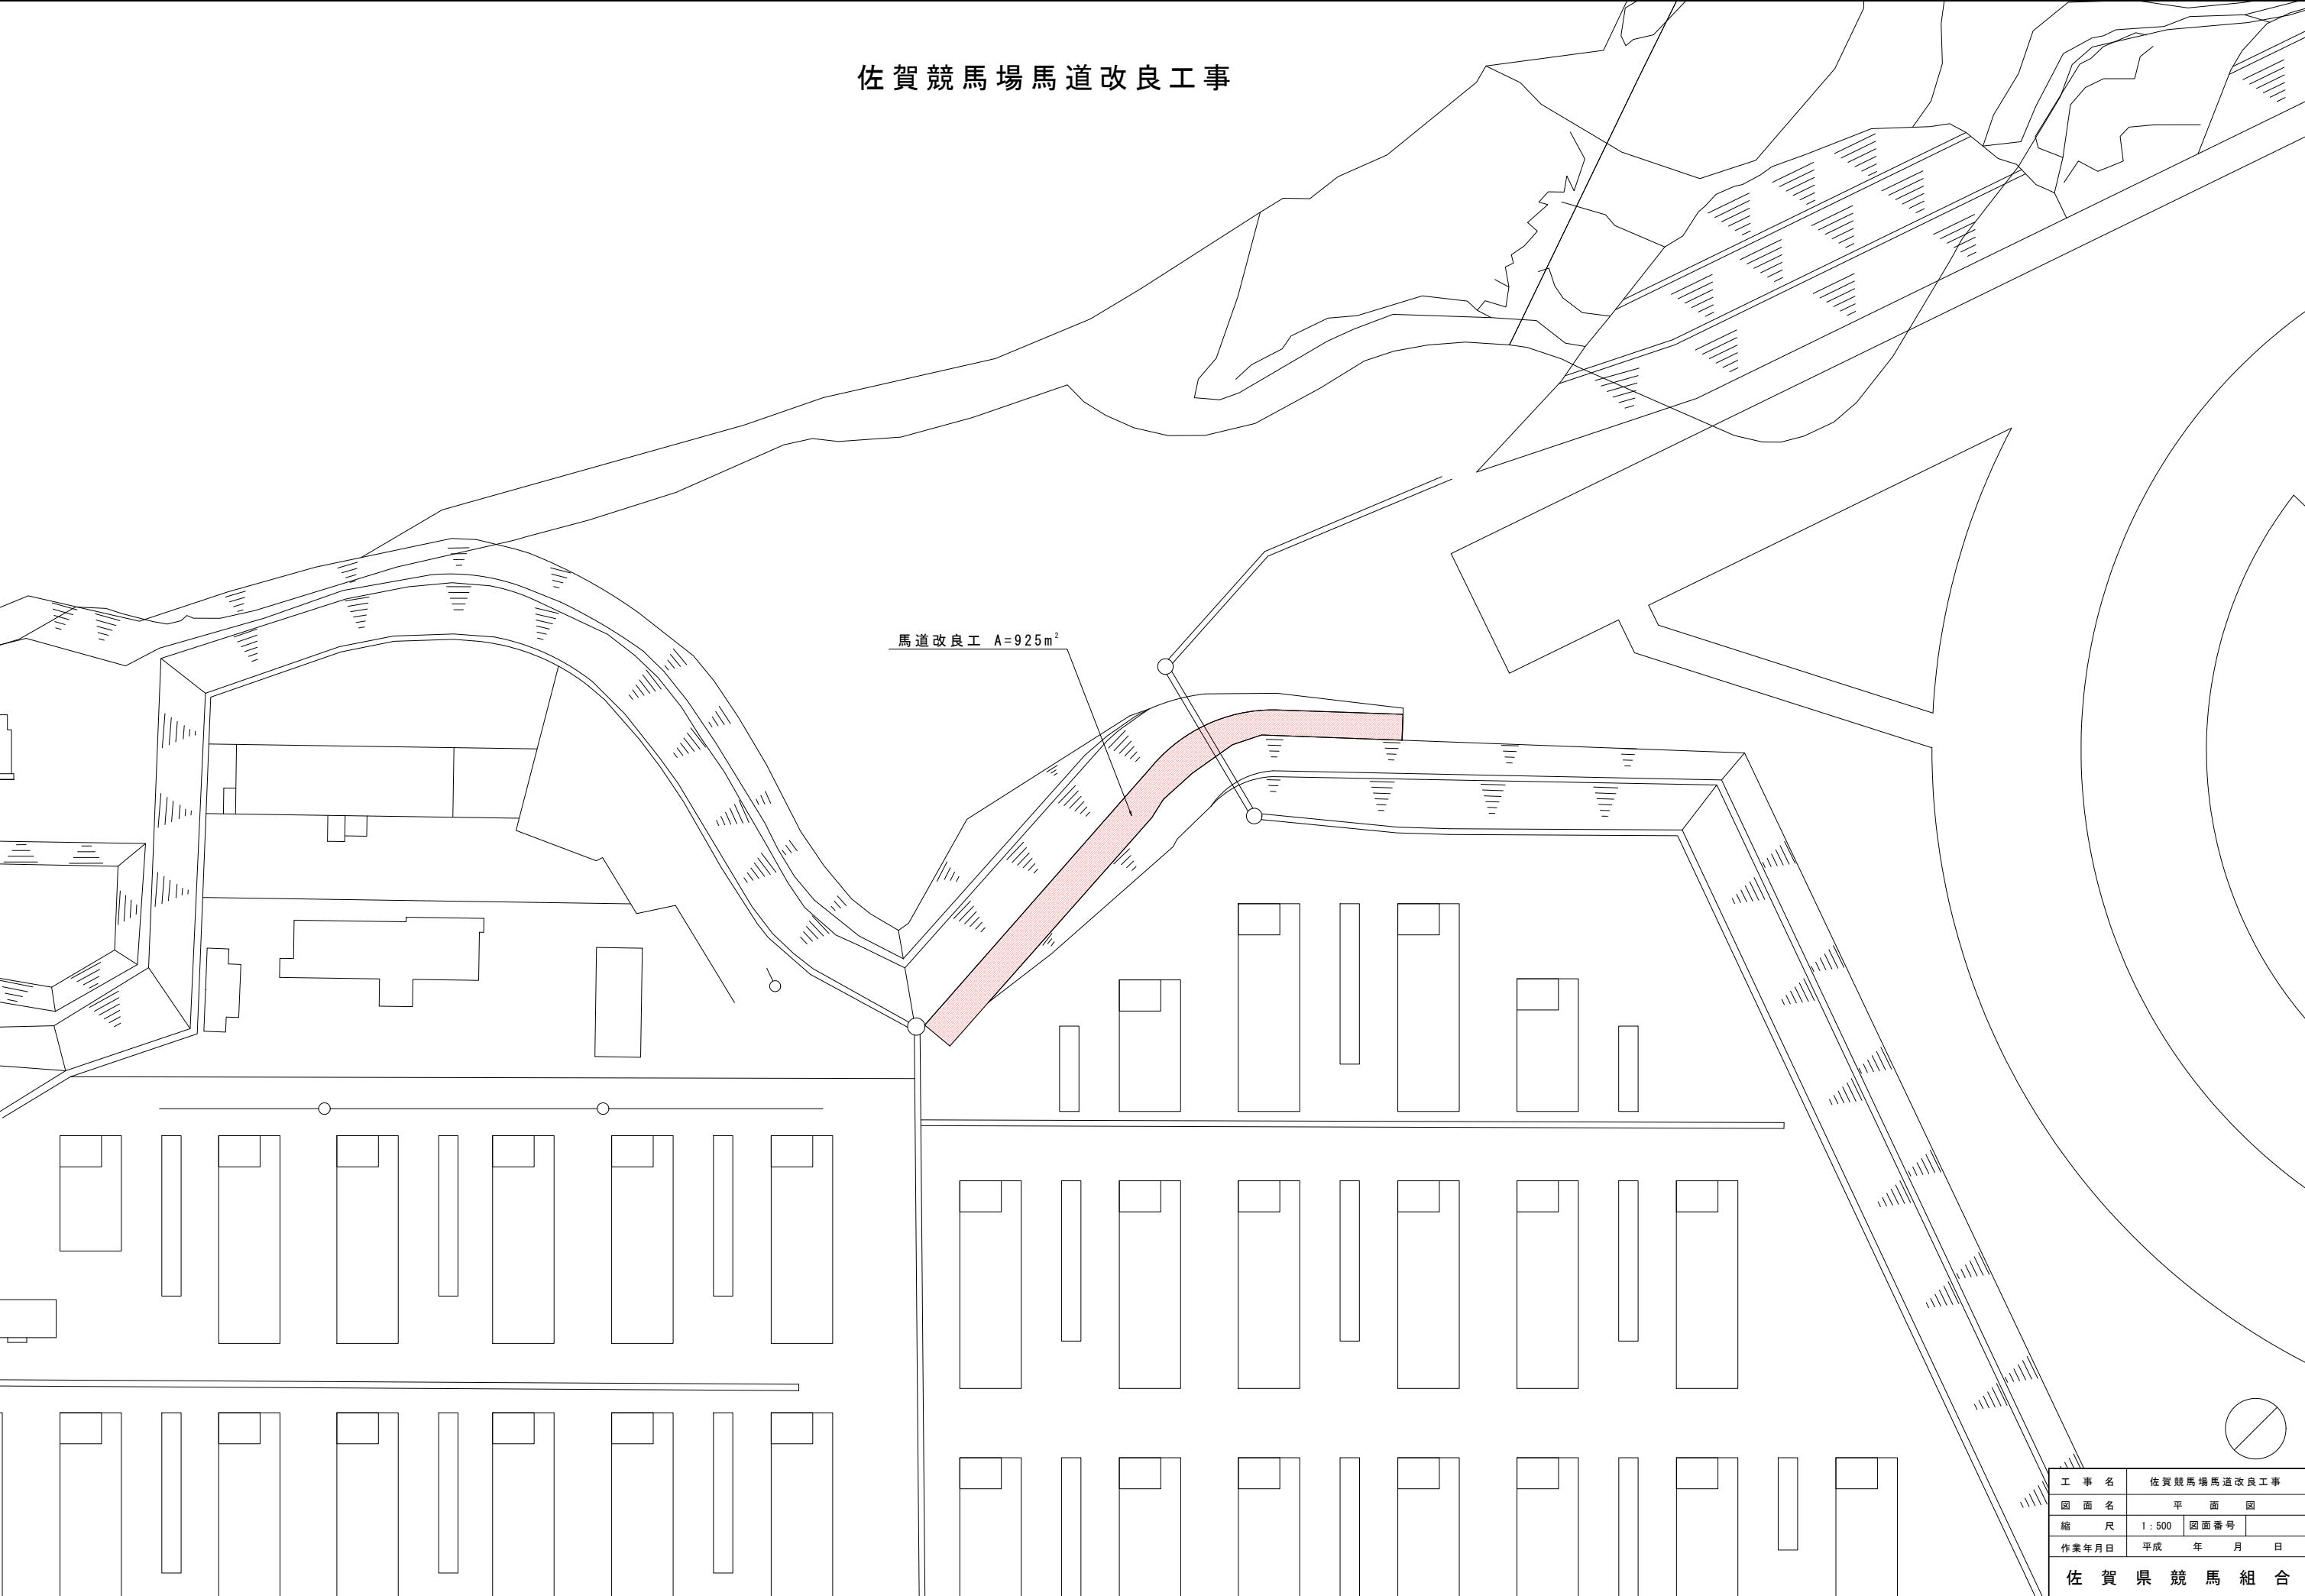 佐賀競馬場馬道改良工事
馬道改良工 A=925m²
工事名 佐賀競馬場馬道改良工事
図面名 平面図
縮尺 1:500 図面番号
作業年月日 平成 年 月 日
佐賀県競馬組合